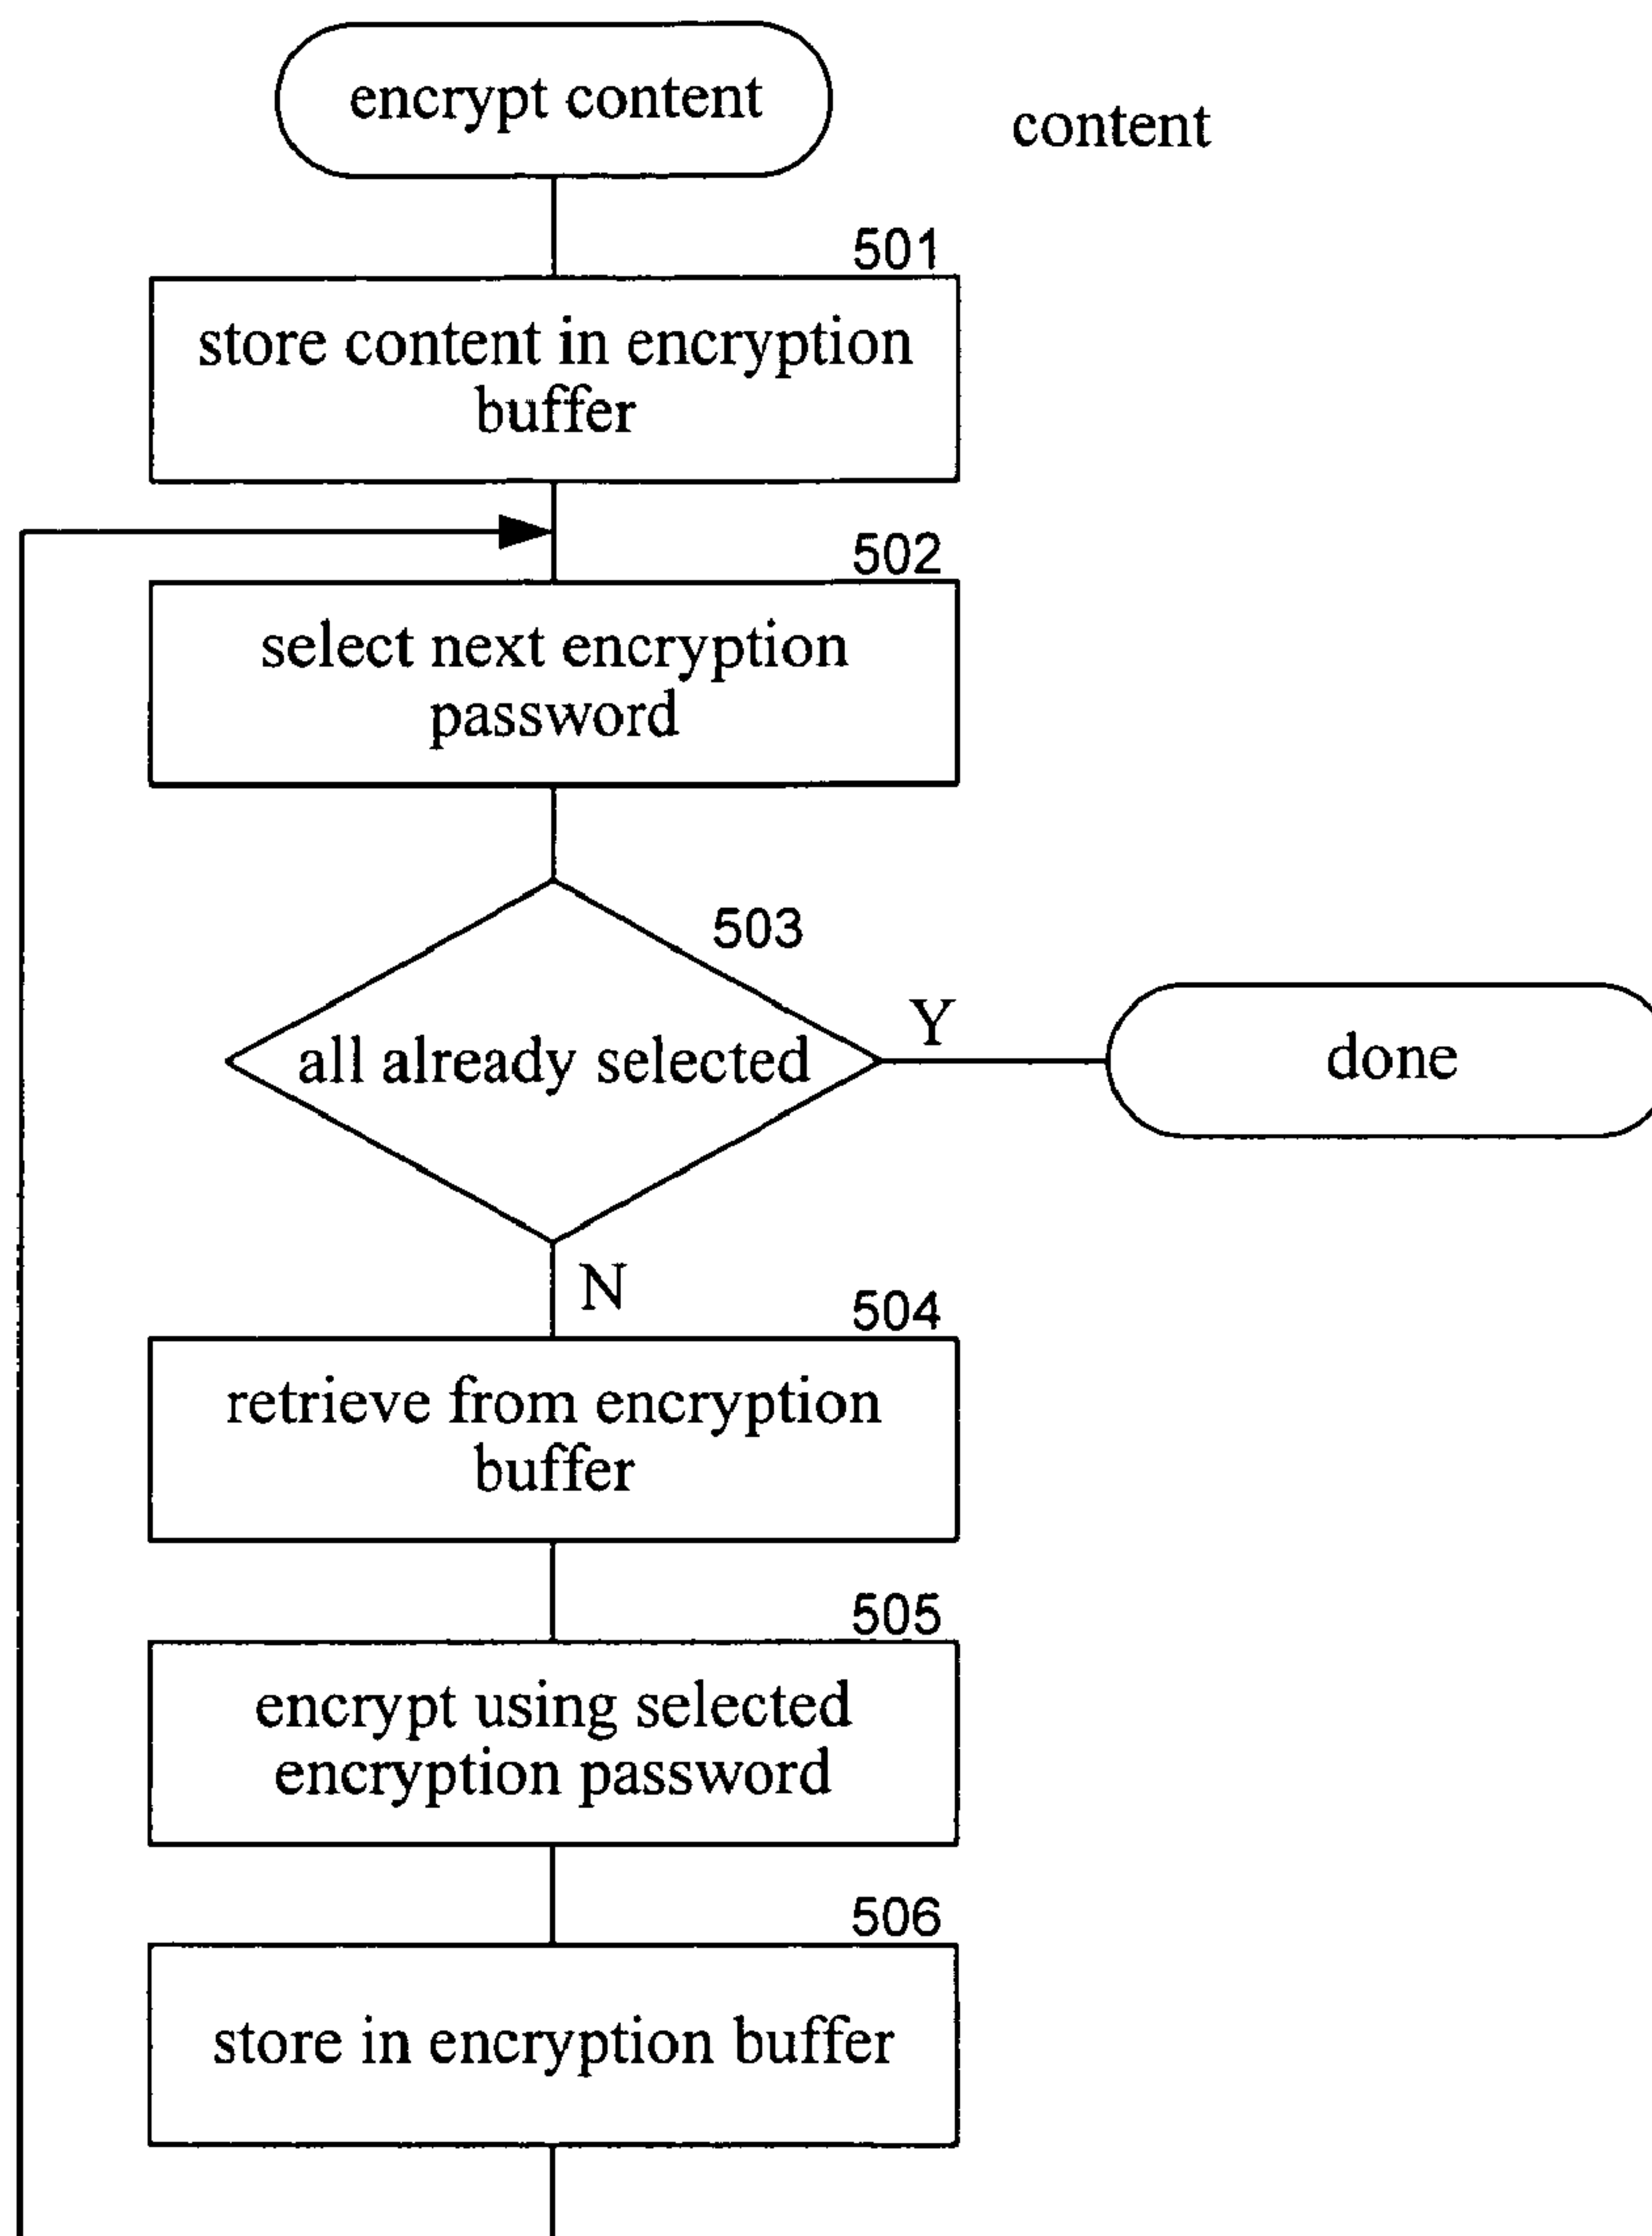 encrypt content
content
501
store content in encryption
buffer
502
select next encryption
password
503
all already selected
Y
done
N
504
retrieve from encryption
buffer
505
encrypt using selected
encryption password
506
store in encryption buffer